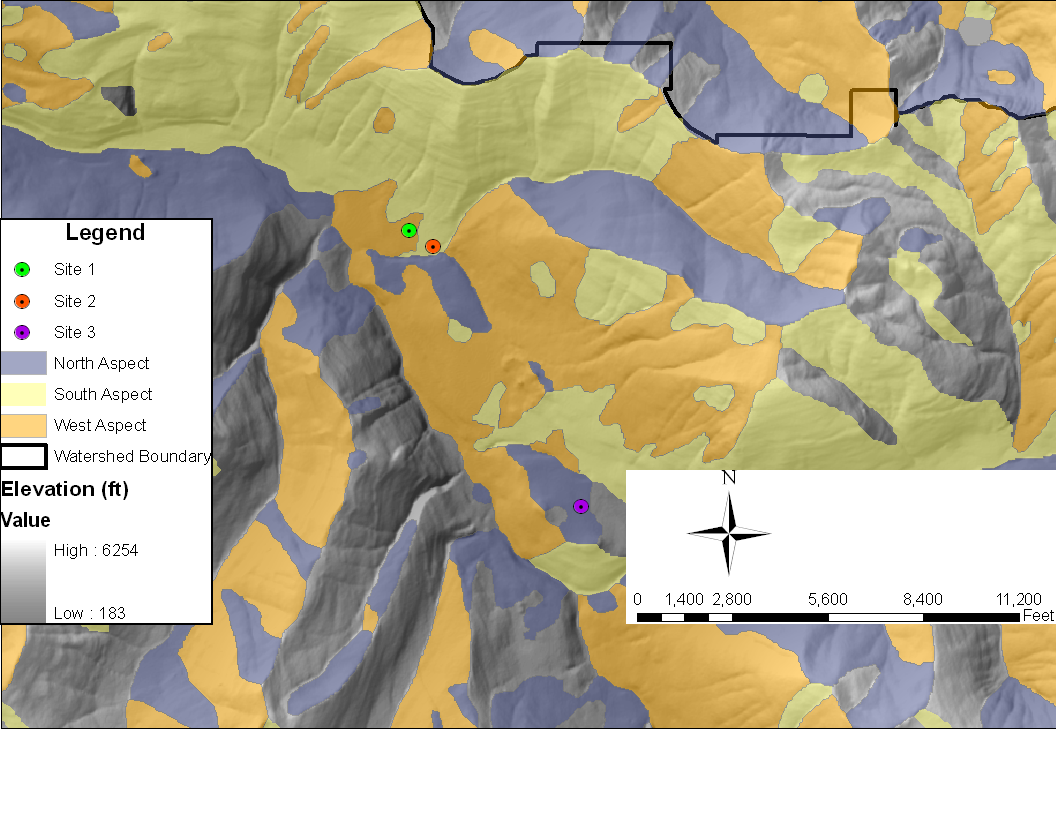 Legend
Site 1
Site 2
Site 3
North Aspect
South Aspect
West Aspect
Watershed Boundary
Elevation (ft)
Value
High : 6254
Low : 183
N
0 1,400 2,800 5,600 8,400 11,200
Feet